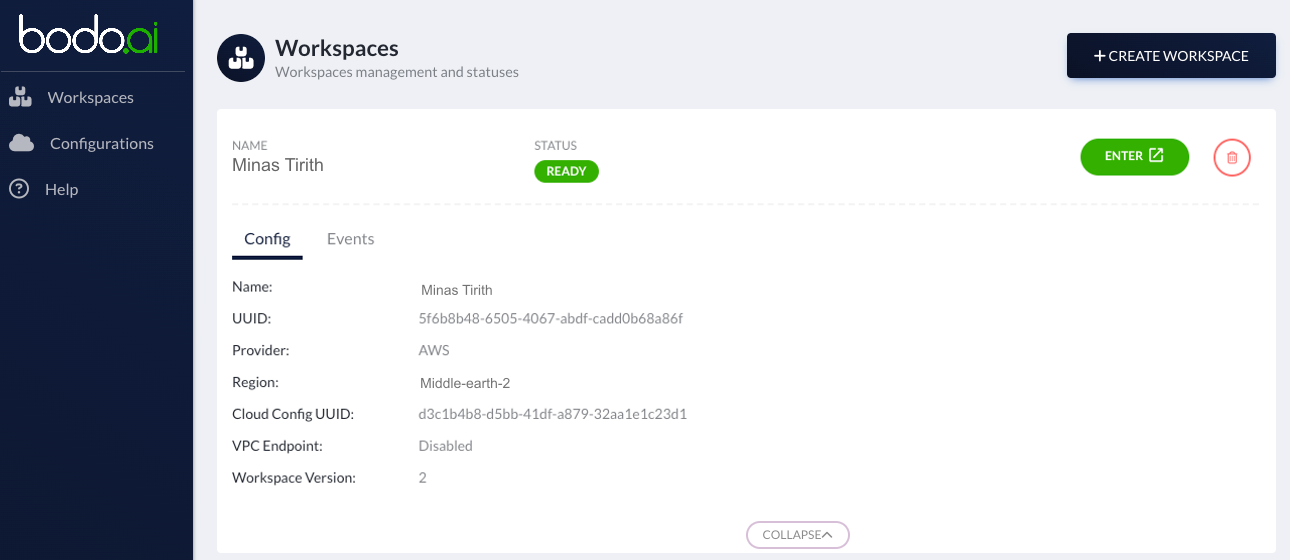 bodo.ai
Workspaces
Configurations
Help
Workspaces
Workspaces management and statuses
+ CREATE WORKSPACE
NAME
Minas Tirith
STATUS
READY
ENTER
Config
Events
Name: Minas Tirith
UUID: 5f6b8b48-6505-4067-abdf-cadd0b68a86f
Provider: AWS
Region: Middle-earth-2
Cloud Config UUID: d3c1b4b8-d5bb-41df-a879-32aa1e1c23d1
VPC Endpoint: Disabled
Workspace Version: 2
COLLAPSE